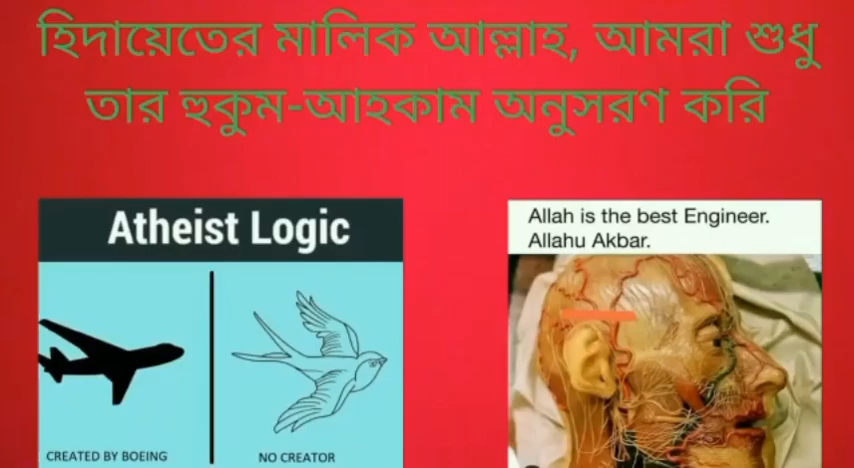 হিদায়েতের মালিক আল্লাহ, আমরা শুধু
তার হুকুম-আহকাম অনুসরণ করি
Atheist Logic
CREATED BY BOEING
NO CREATOR
Allah is the best Engineer.
Allahu Akbar.